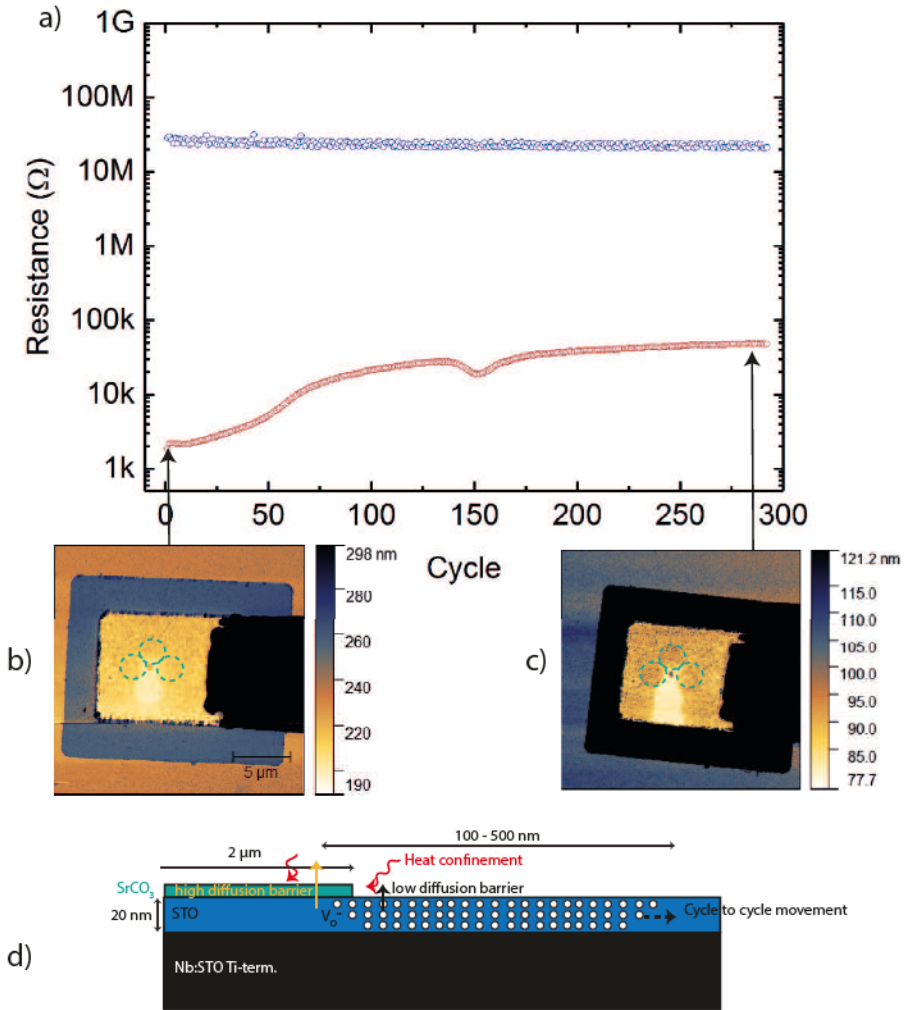 a)
1G
100M
10M
1M
100k
10k
1k
Resistance (Ω)
0 50 100 150 200 250 300
Cycle
b)
298 nm
280
260
240
220
210
190
5 µm
c)
121.2 nm
115.0
110.0
105.0
100.0
95.0
90.0
85.0
77.7
100 - 500 nm
2 µm
Heat confinement
SrCO3
high diffusion barrier
low diffusion barrier
20 nm
STO
Vo··
Cycle to cycle movement
d)
Nb:STO Ti-term.